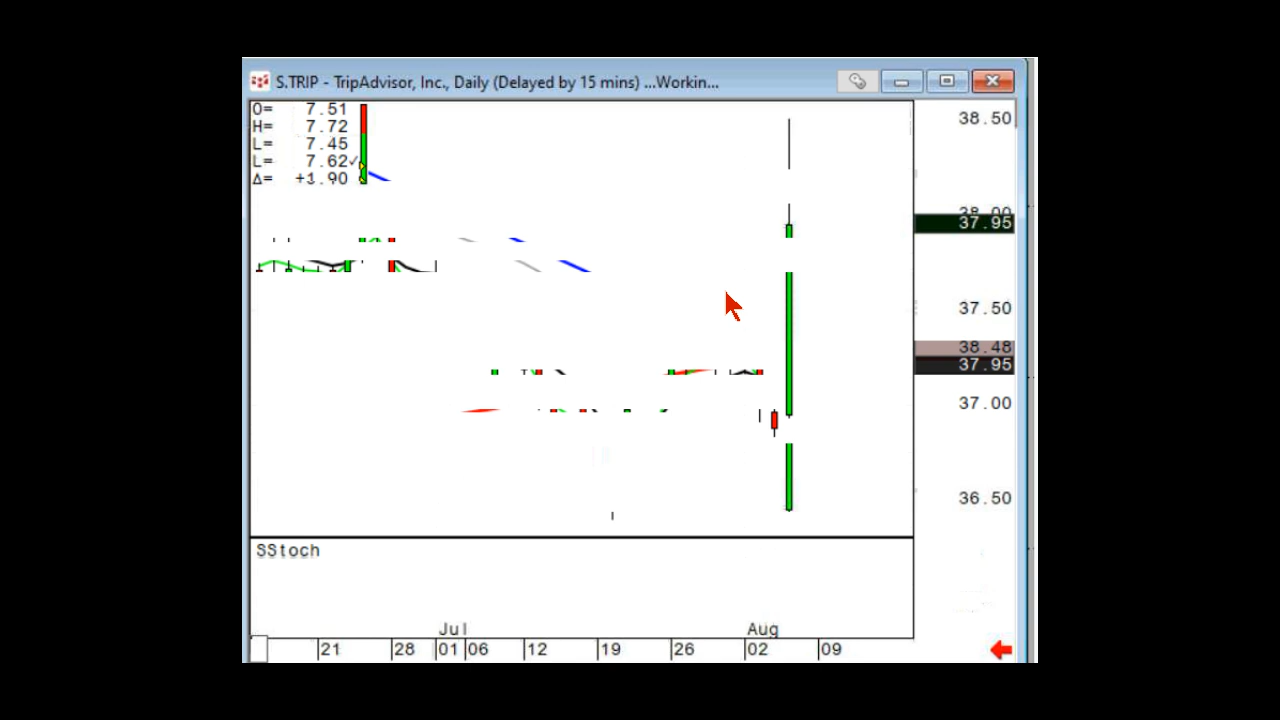 S.TRIP - TripAdvisor, Inc., Daily (Delayed by 15 mins) ...Workin...
O= 7.51
H= 7.72
L= 7.45
L= 7.62✓
Δ= +1.90
38.50
38.00
37.95
37.50
38.48
37.95
37.00
36.50
SStoch
Jul Aug
21 28 01 06 12 19 26 02 09